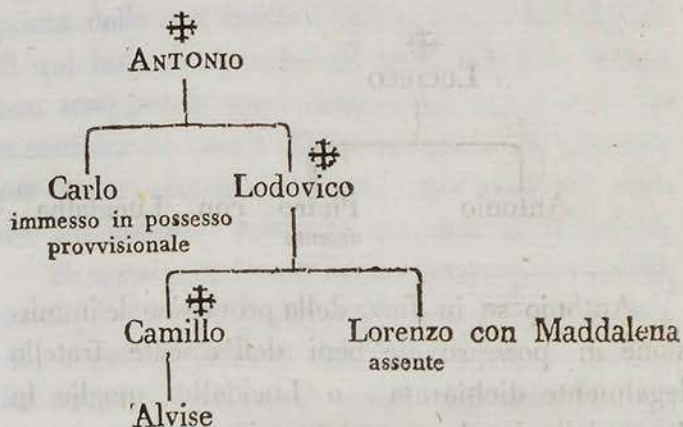 ANTONIO
Carlo Lodovico
immesso in possesso
provvisionale
Camillo Lorenzo con Maddalena
assente
Alvise